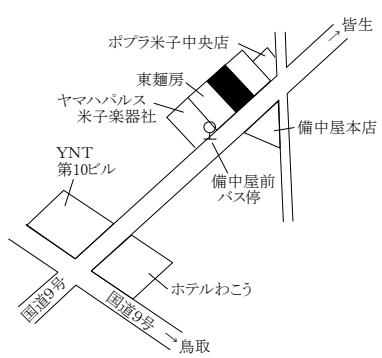 →皆生
ポプラ米子中央店
東麺房
ヤマハパルス
米子楽器社
備中屋本店
備中屋前
バス停
YNT
第10ビル
ホテルわこう
国道9号
国道9号
→鳥取